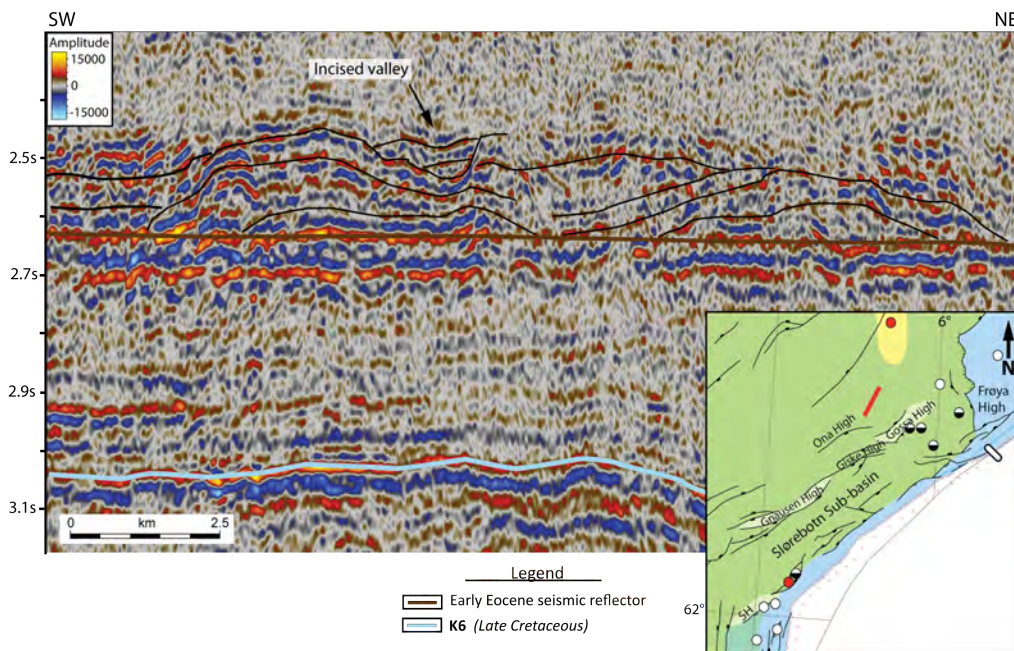 SW
NE
Amplitude
15000
0
-15000
Incised valley
2.5s
2.7s
2.9s
3.1s
0 km 2.5
6°
N
Frøya
High
Ona High
Giske High
Gossa High
Gnausen High
Slørebotn Sub-basin
SH
62°
Legend
Early Eocene seismic reflector
K6 (Late Cretaceous)